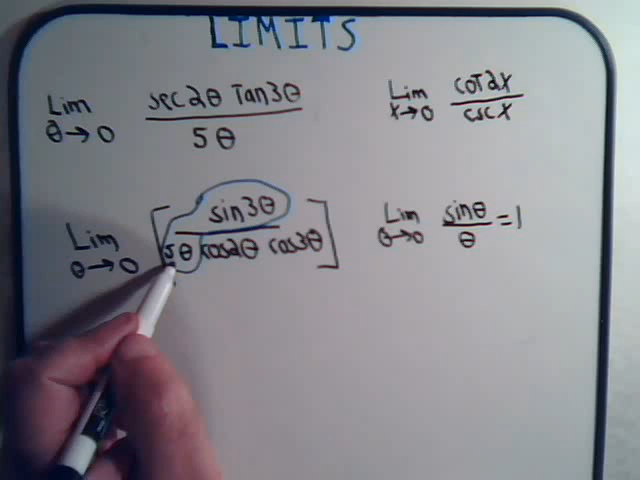 LIMITS
Lim θ→0 sec2θ Tan3θ / 5θ
Lim x→0 cot2x / cscx
Lim θ→0 [sin3θ / 5θ cos2θ cos3θ]
Lim θ→0 sinθ / θ = 1